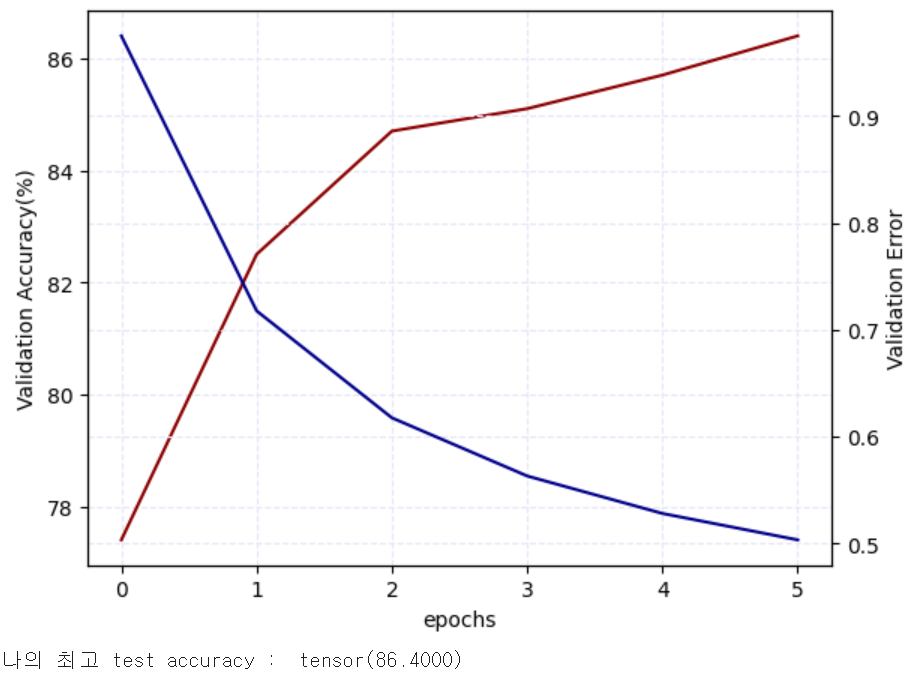 86
84
82
80
78
Validation Accuracy(%)
0.9
0.8
0.7
0.6
0.5
Validation Error
0 1 2 3 4 5
epochs
나의 최고 test accuracy : tensor(86.4000)